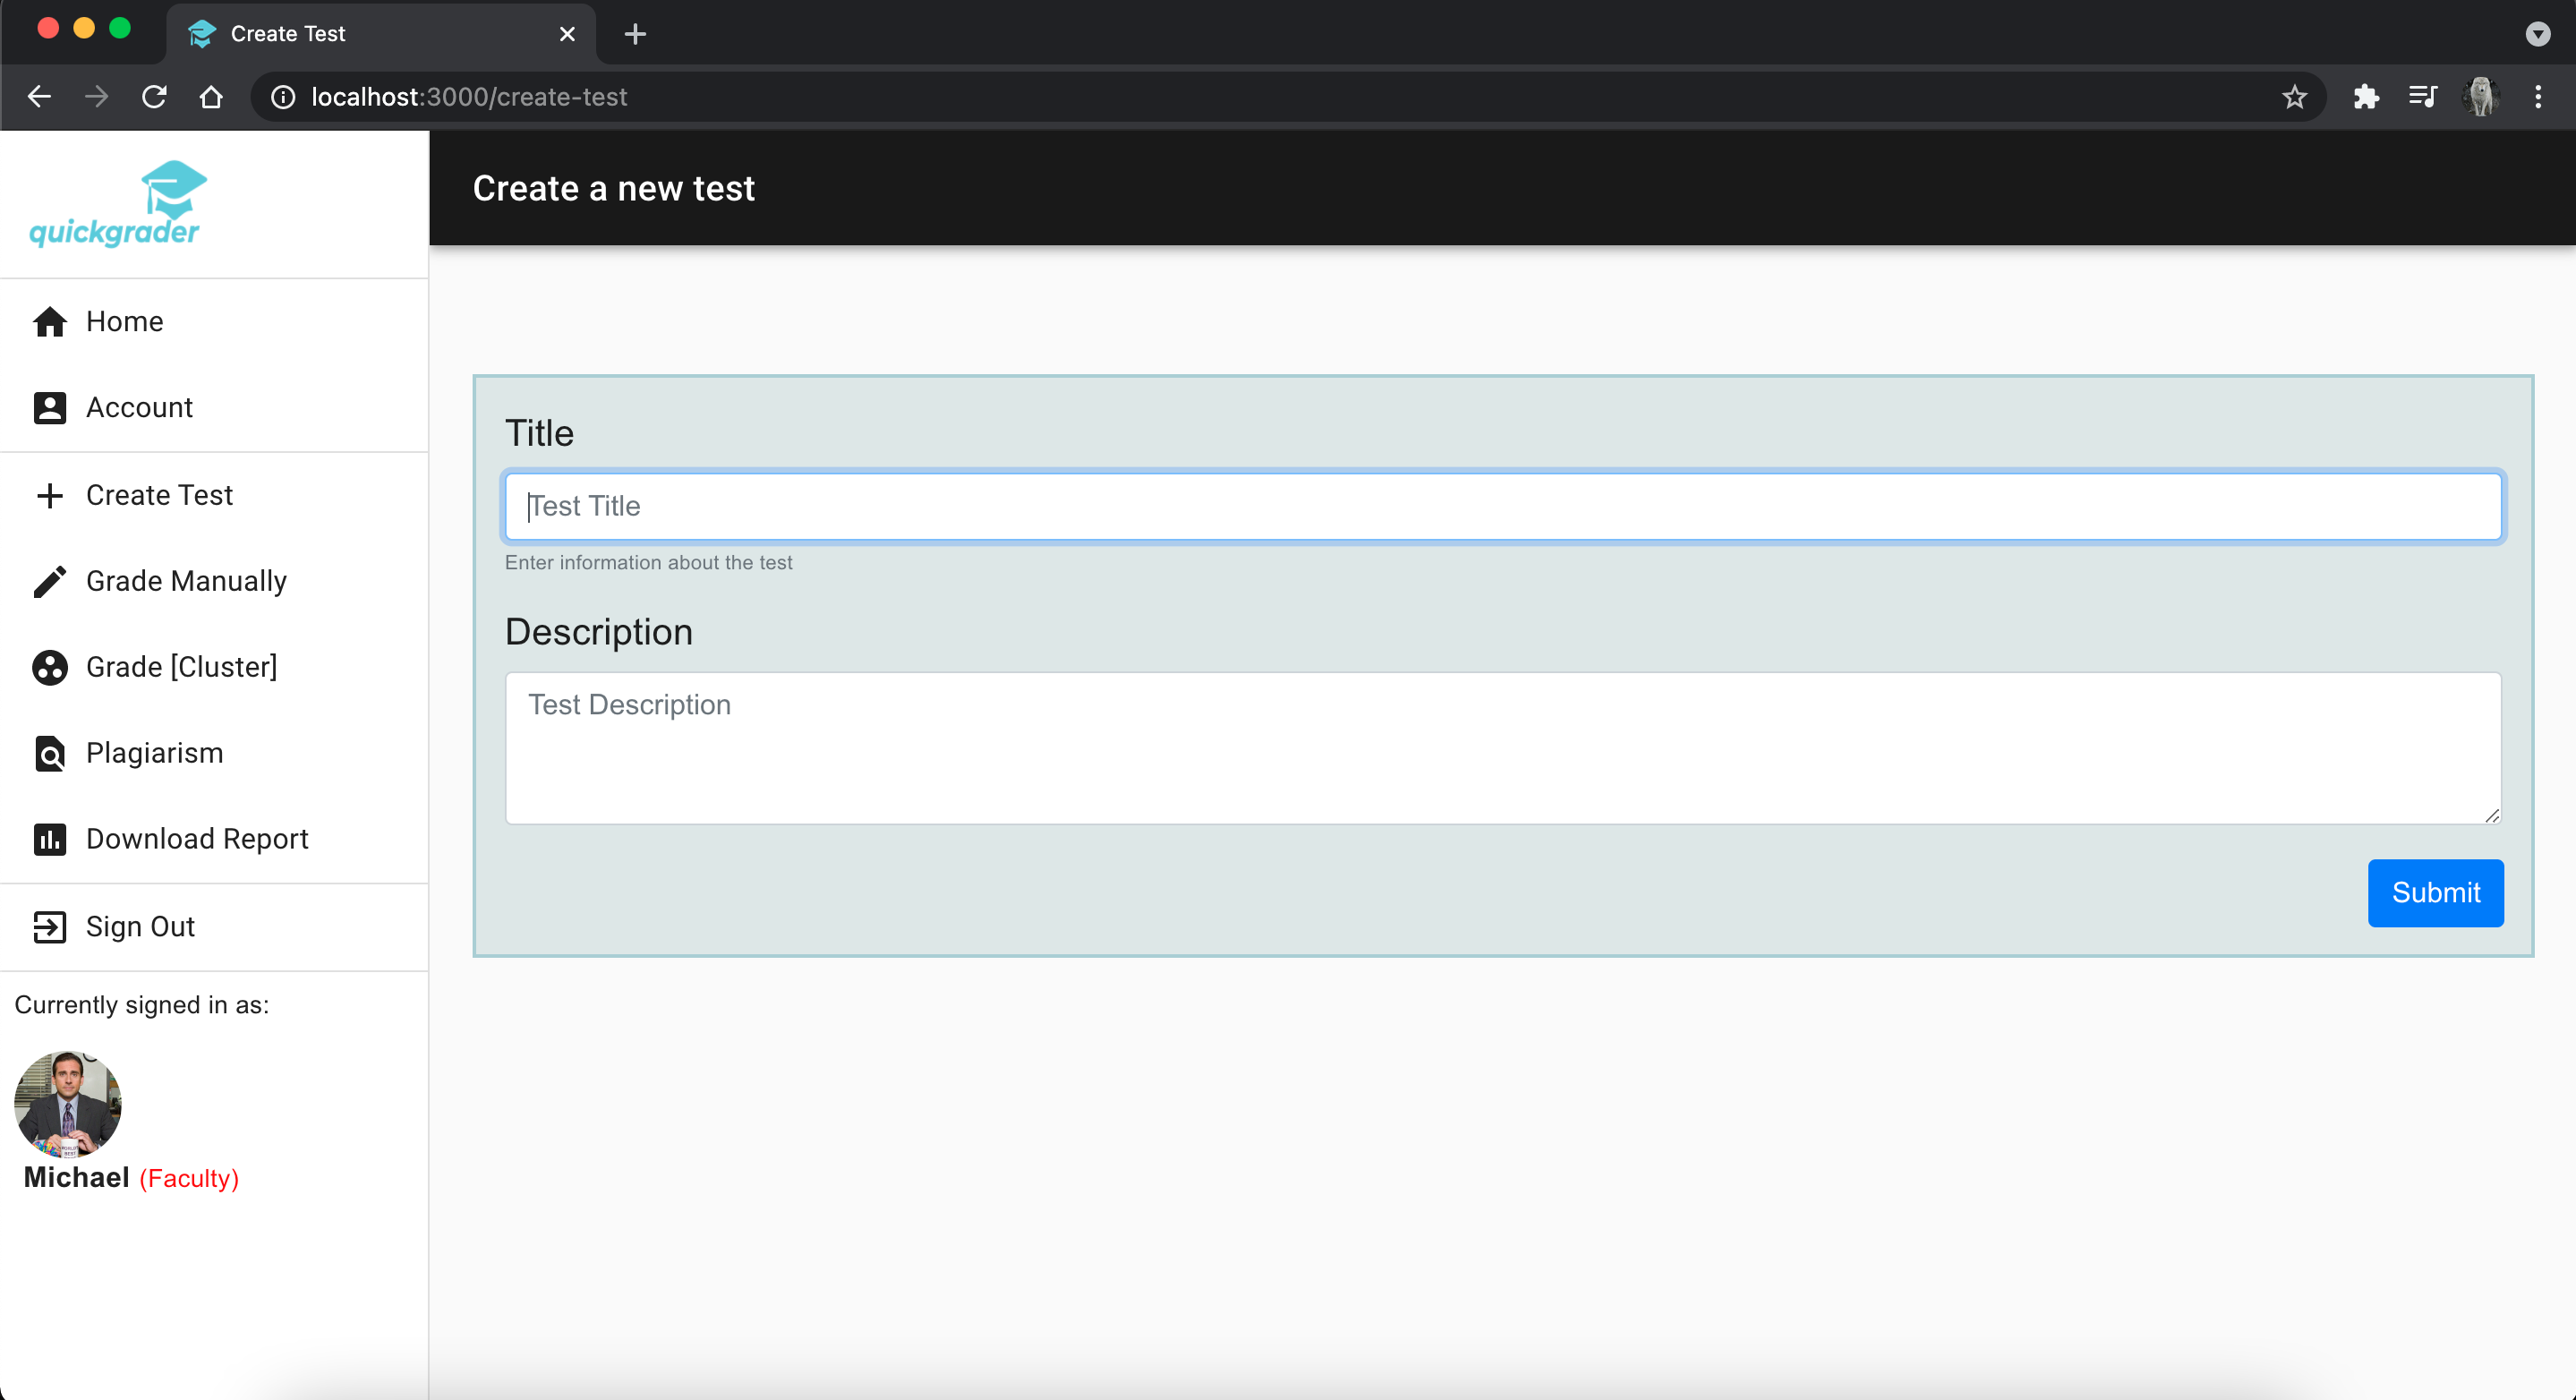 Create Test
localhost:3000/create-test
quickgrader
Create a new test
Home
Account
Create Test
Grade Manually
Grade [Cluster]
Plagiarism
Download Report
Sign Out
Currently signed in as:
Michael (Faculty)
Title
Test Title
Enter information about the test
Description
Test Description
Submit